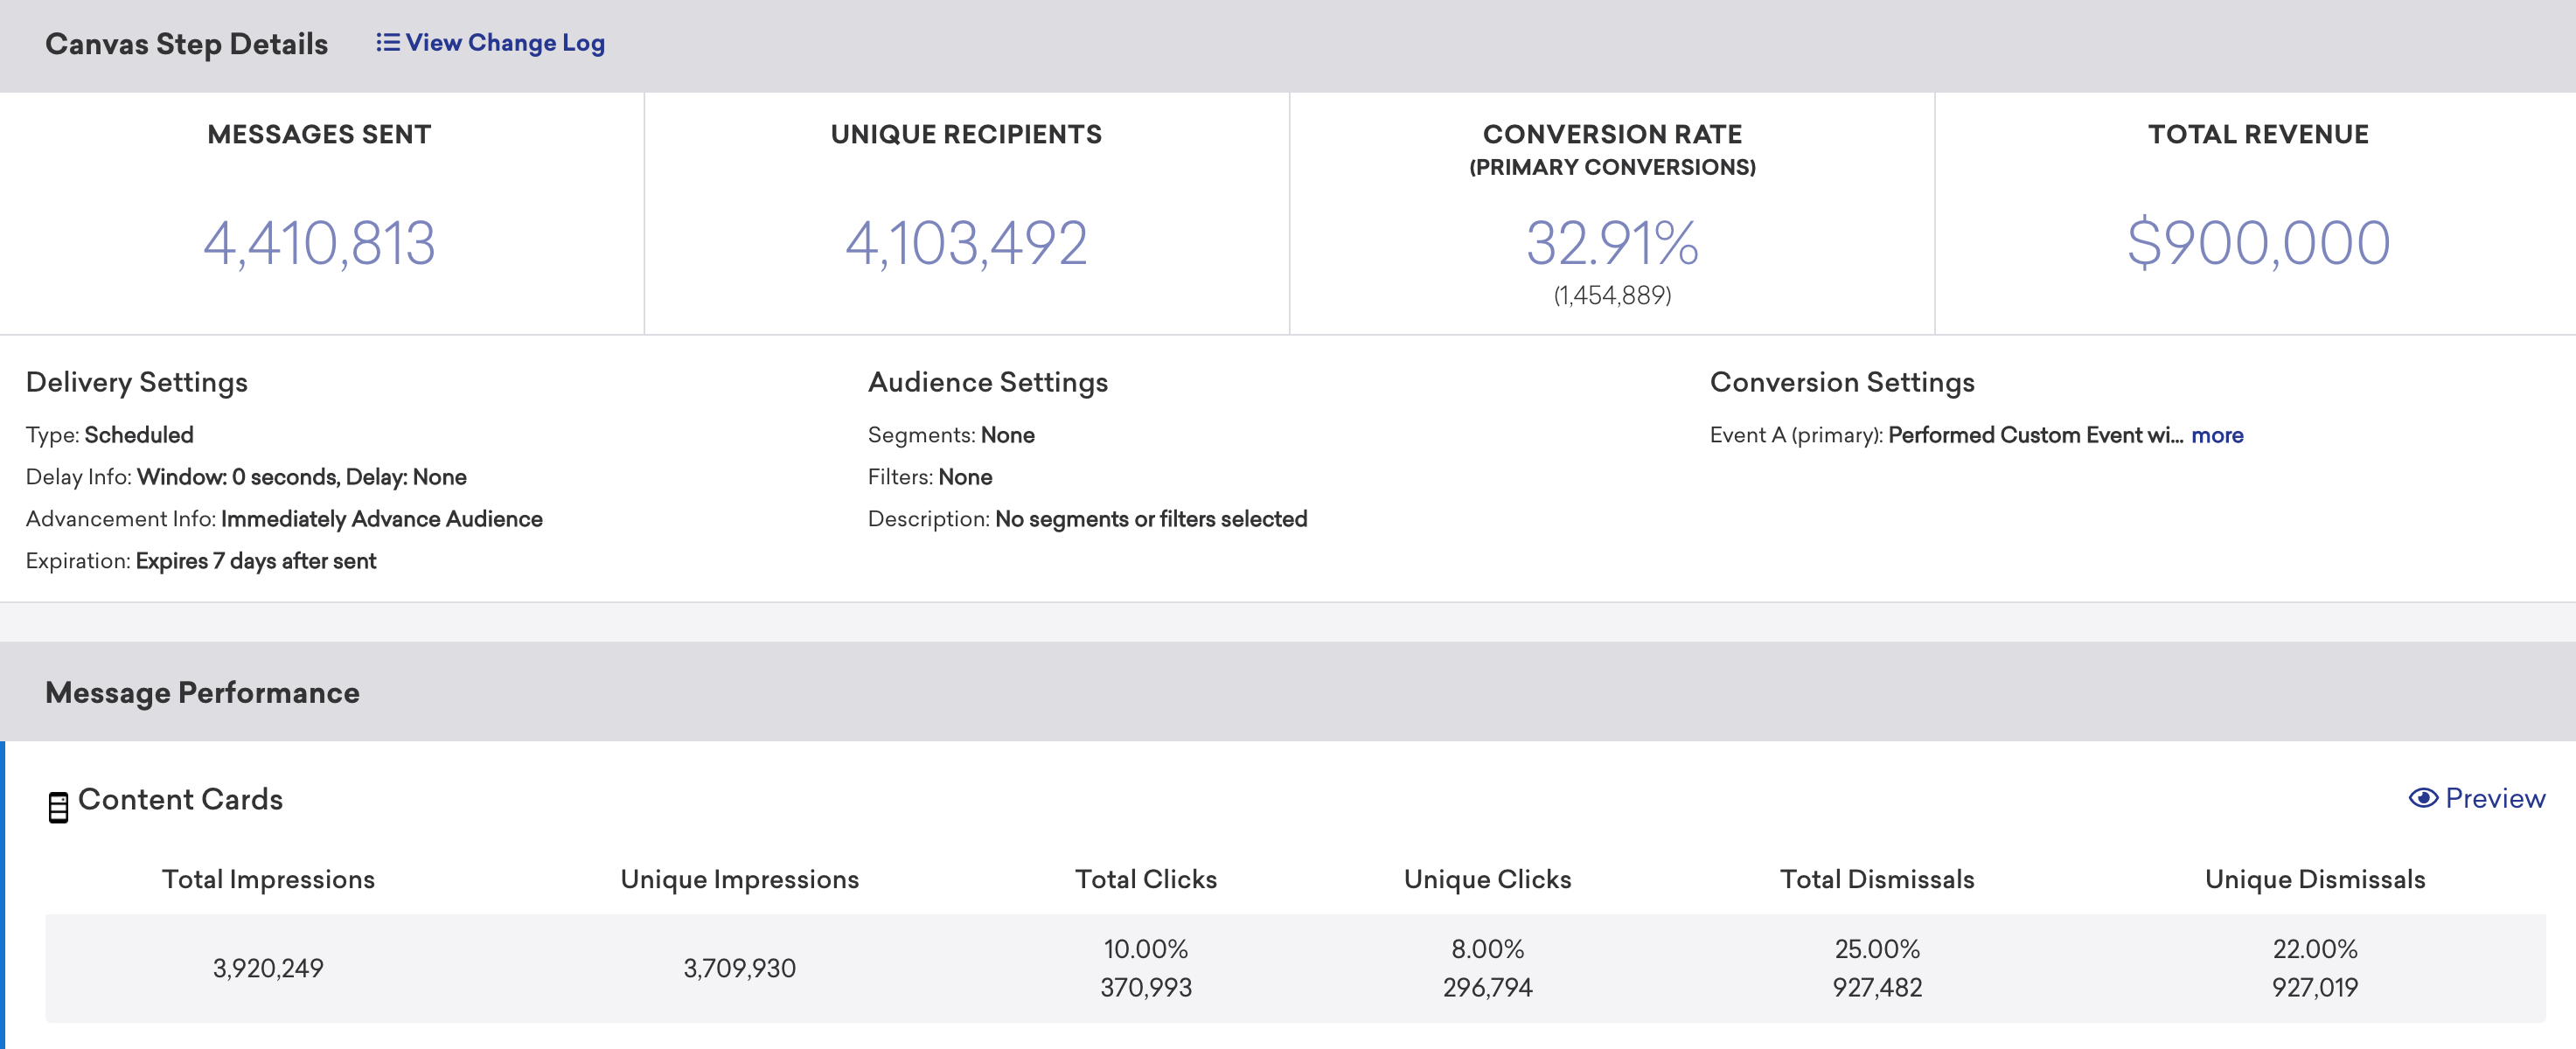 Canvas Step Details View Change Log
MESSAGES SENT
4,410,813
UNIQUE RECIPIENTS
4,103,492
CONVERSION RATE
(PRIMARY CONVERSIONS)
32.91%
(1,454,889)
TOTAL REVENUE
$900,000
Delivery Settings
Type: Scheduled
Delay Info: Window: 0 seconds, Delay: None
Advancement Info: Immediately Advance Audience
Expiration: Expires 7 days after sent
Audience Settings
Segments: None
Filters: None
Description: No segments or filters selected
Conversion Settings
Event A (primary): Performed Custom Event wi... more
Message Performance
Content Cards
Preview
Total Impressions Unique Impressions Total Clicks Unique Clicks Total Dismissals Unique Dismissals
3,920,249 3,709,930
10.00% 8.00% 25.00% 22.00%
370,993 296,794 927,482 927,019